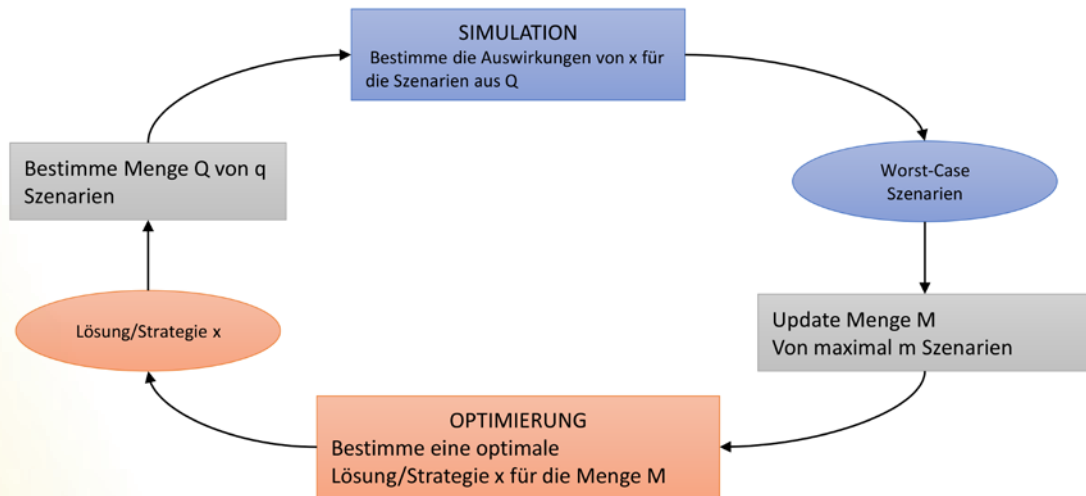 SIMULATION
Bestimme die Auswirkungen von x für
die Szenarien aus Q
Bestimme Menge Q von q
Szenarien
Worst-Case
Szenarien
Lösung/Strategie x
Update Menge M
Von maximal m Szenarien
OPTIMIERUNG
Bestimme eine optimale
Lösung/Strategie x für die Menge M